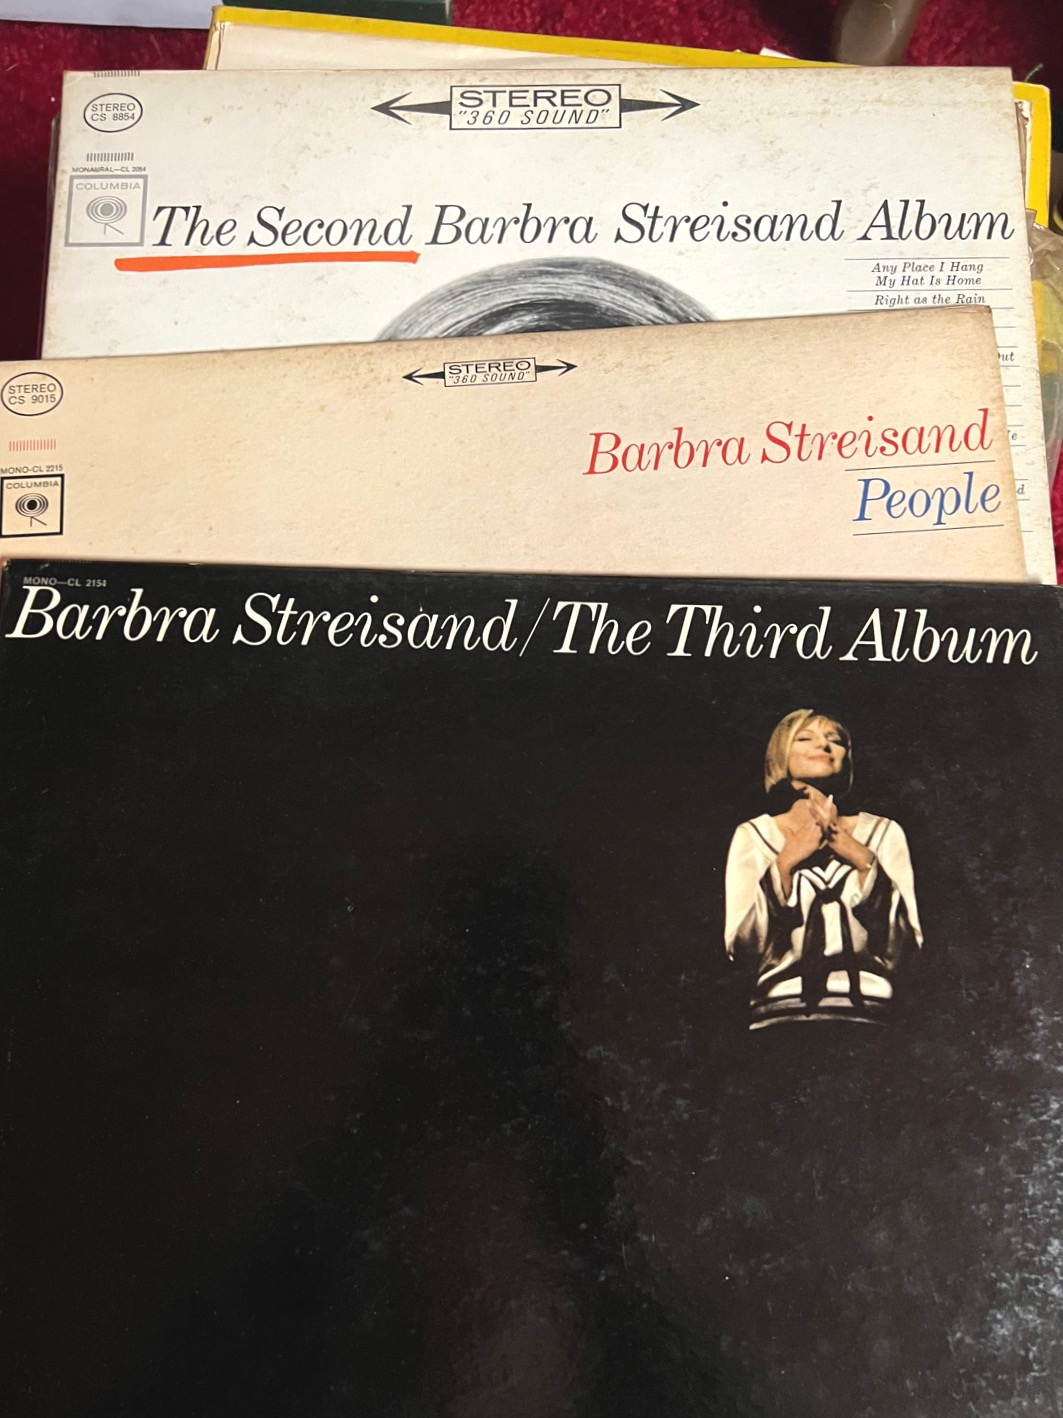 STEREO
CS 8854
STEREO
"360 SOUND"
MONAURAL—CL 2054
COLUMBIA
The Second Barbra Streisand Album
Any Place I Hang
My Hat Is Home
Right as the Rain
STEREO
CS 9015
STEREO
"360 SOUND"
MONO-CL 2215
COLUMBIA
Barbra Streisand
People
MONO—CL 2154
Barbra Streisand/The Third Album